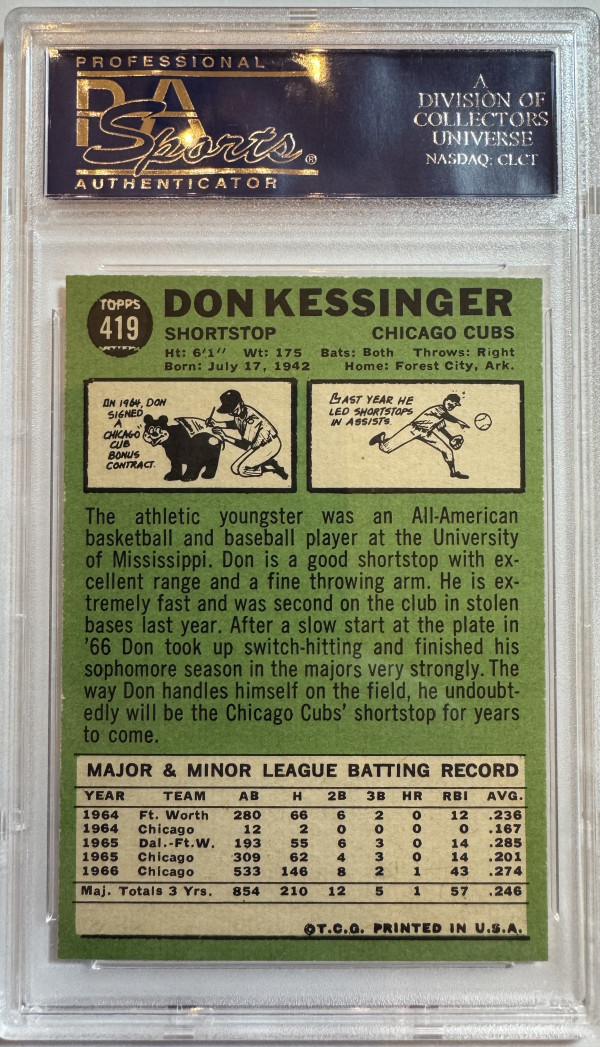 PROFESSIONAL
PSA
Sports®
AUTHENTICATOR
A
DIVISION OF
COLLECTORS
UNIVERSE
NASDAQ: CLCT
TOPPS
419
DON KESSINGER
SHORTSTOP CHICAGO CUBS
Ht: 6'1" Wt: 175 Bats: Both Throws: Right
Born: July 17, 1942 Home: Forest City, Ark.
IN 1964, DON
SIGNED
A
CHICAGO
CUB
BONUS
CONTRACT.
LAST YEAR HE
LED SHORTSTOPS
IN ASSISTS.
The athletic youngster was an All-American
basketball and baseball player at the University
of Mississippi. Don is a good shortstop with ex-
cellent range and a fine throwing arm. He is ex-
tremely fast and was second on the club in stolen
bases last year. After a slow start at the plate in
'66 Don took up switch-hitting and finished his
sophomore season in the majors very strongly. The
way Don handles himself on the field, he undoubt-
edly will be the Chicago Cubs' shortstop for years
to come.
MAJOR & MINOR LEAGUE BATTING RECORD
YEAR TEAM AB H 2B 3B HR RBI AVG.
1964 Ft. Worth 280 66 6 2 0 12 .236
1964 Chicago 12 2 0 0 0 0 .167
1965 Dal.-Ft.W. 193 55 6 3 0 14 .285
1965 Chicago 309 62 4 3 0 14 .201
1966 Chicago 533 146 8 2 1 43 .274
Maj. Totals 3 Yrs. 854 210 12 5 1 57 .246
©T.C.G. PRINTED IN U.S.A.